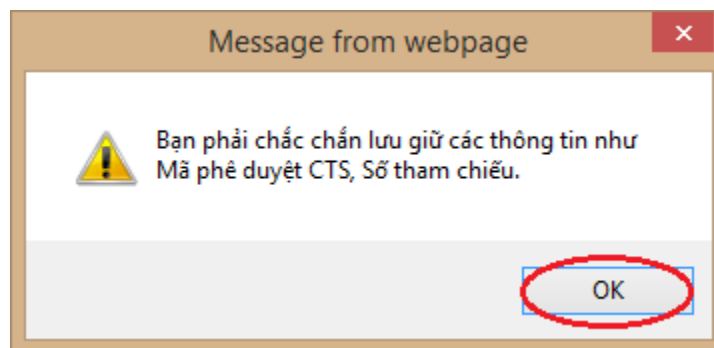 Message from webpage
Bạn phải chắc chắn lưu giữ các thông tin như
Mã phê duyệt CTS, Số tham chiếu.
OK